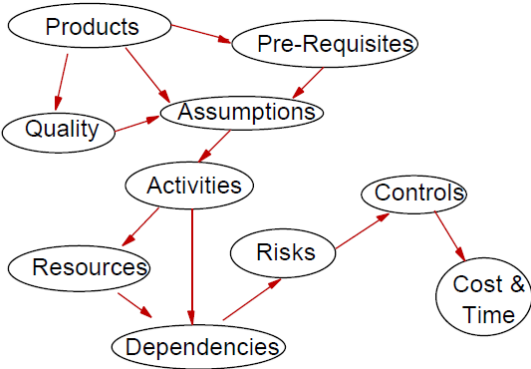 Products
Pre-Requisites
Quality
Assumptions
Activities
Controls
Resources
Risks
Cost &
Time
Dependencies